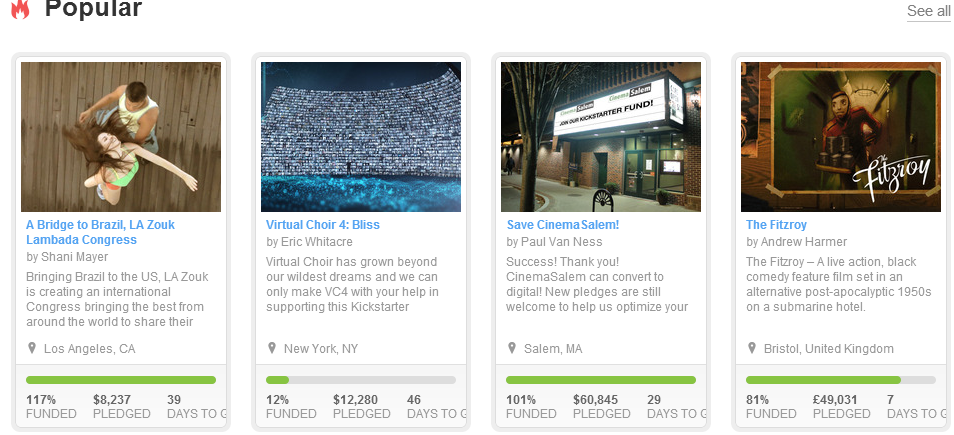 Popular
See all
A Bridge to Brazil, LA Zouk
Lambada Congress
by Shani Mayer
Bringing Brazil to the US, LA Zouk
is creating an international
Congress bringing the best from
around the world to share their
Los Angeles, CA
117%
FUNDED
$8,237
PLEDGED
39
DAYS TO G
Virtual Choir 4: Bliss
by Eric Whitacre
Virtual Choir has grown beyond
our wildest dreams and we can
only make VC4 with your help in
supporting this Kickstarter
New York, NY
12%
FUNDED
$12,280
PLEDGED
46
DAYS TO G
Cinema Salem
Cinema Salem
JOIN OUR KICKSTARTER FUND!
Save CinemaSalem!
by Paul Van Ness
Success! Thank you!
CinemaSalem can convert to
digital! New pledges are still
welcome to help us optimize your
Salem, MA
101%
FUNDED
$60,845
PLEDGED
29
DAYS TO G
The
Fitzroy
The Fitzroy
by Andrew Harmer
The Fitzroy – A live action, black
comedy feature film set in an
alternative post-apocalyptic 1950s
on a submarine hotel.
Bristol, United Kingdom
81%
FUNDED
£49,031
PLEDGED
7
DAYS TO G